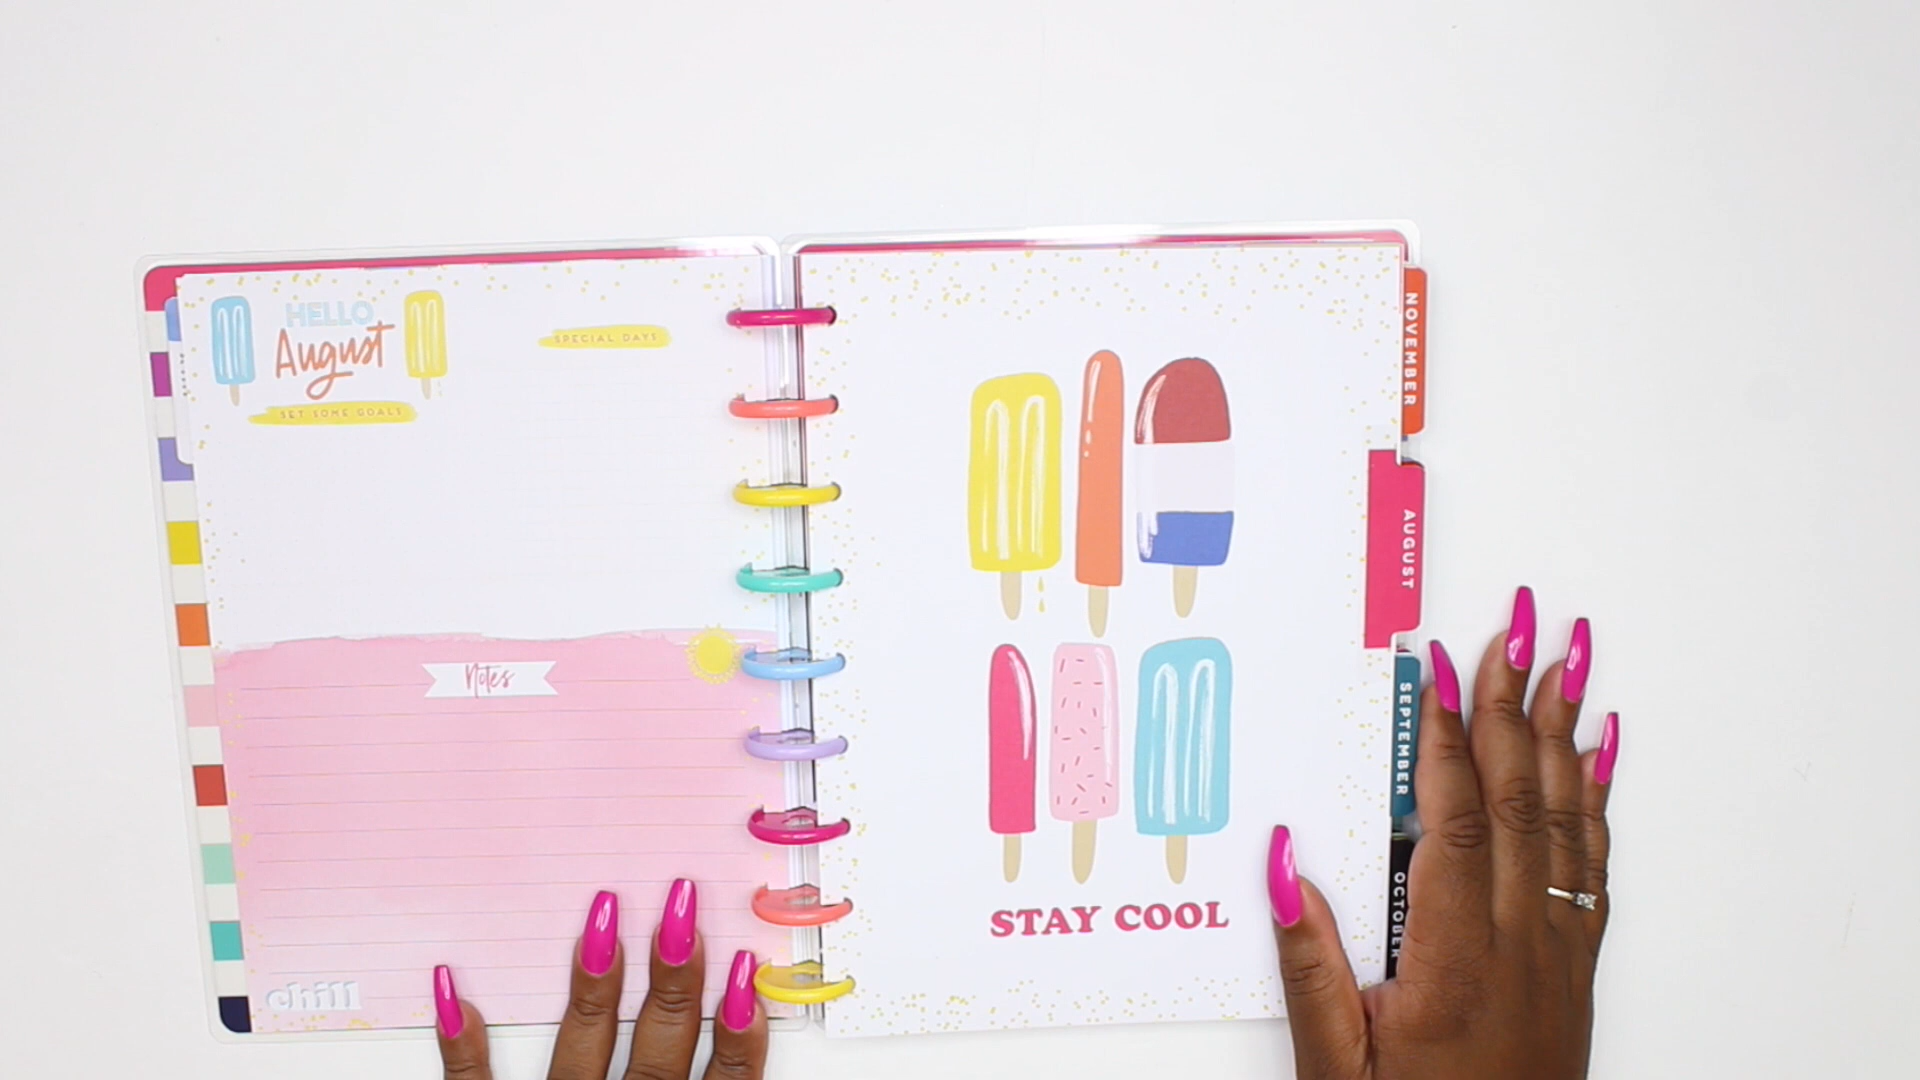 HELLO
August
SET SOME GOALS
SPECIAL DAYS
Notes
chill
STAY COOL
NOVEMBER
AUGUST
SEPTEMBER
OCTOBER